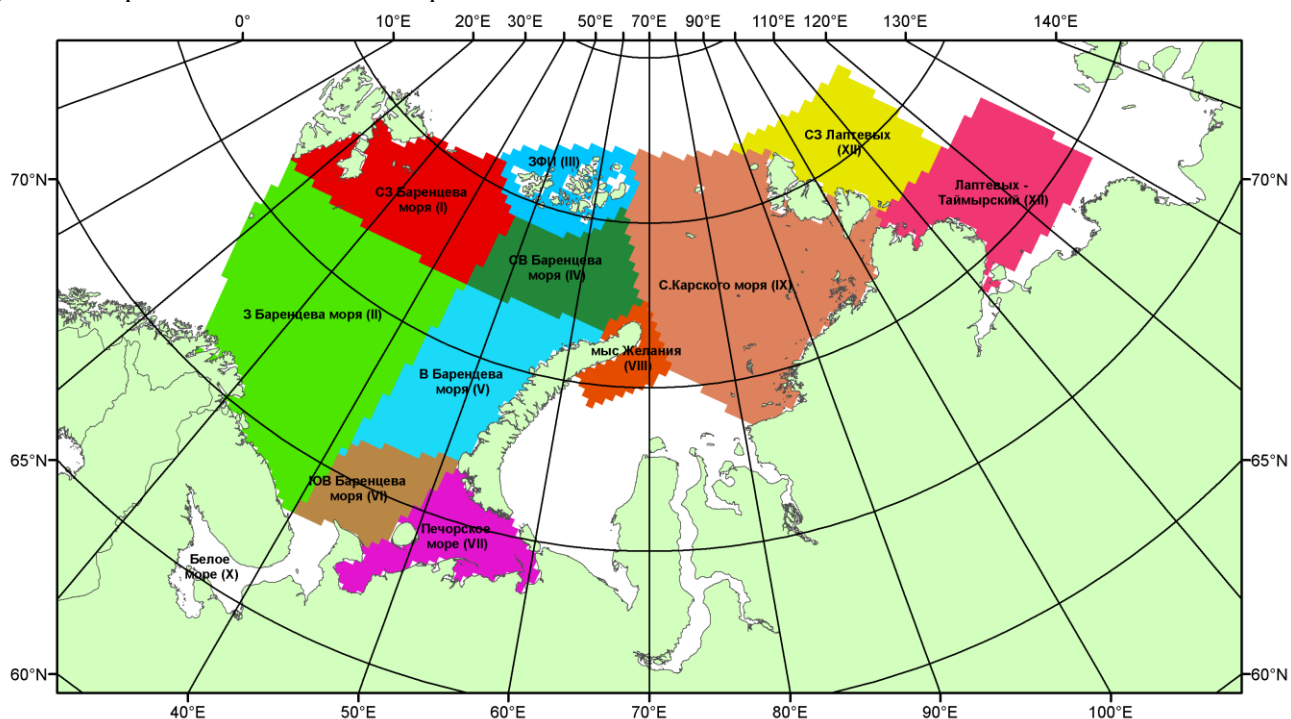 0° 10°E 20°E 30°E 50°E 70°E 90°E 110°E 120°E 130°E 140°E
СЗ Лаптевых
(XII)
ЗФИ (III)
70°N
70°N
СЗ Баренцева
моря (I)
Лаптевых -
Таймырский (XII)
СВ Баренцева
моря (IV)
С.Карского моря (IX)
З Баренцева моря (II)
мыс Желания
(VIII)
В Баренцева
моря (V)
65°N
65°N
ЮВ Баренцева
моря (VI)
Печорское
море (VII)
Белое
море (X)
60°N
60°N
40°E 50°E 60°E 70°E 80°E 90°E 100°E